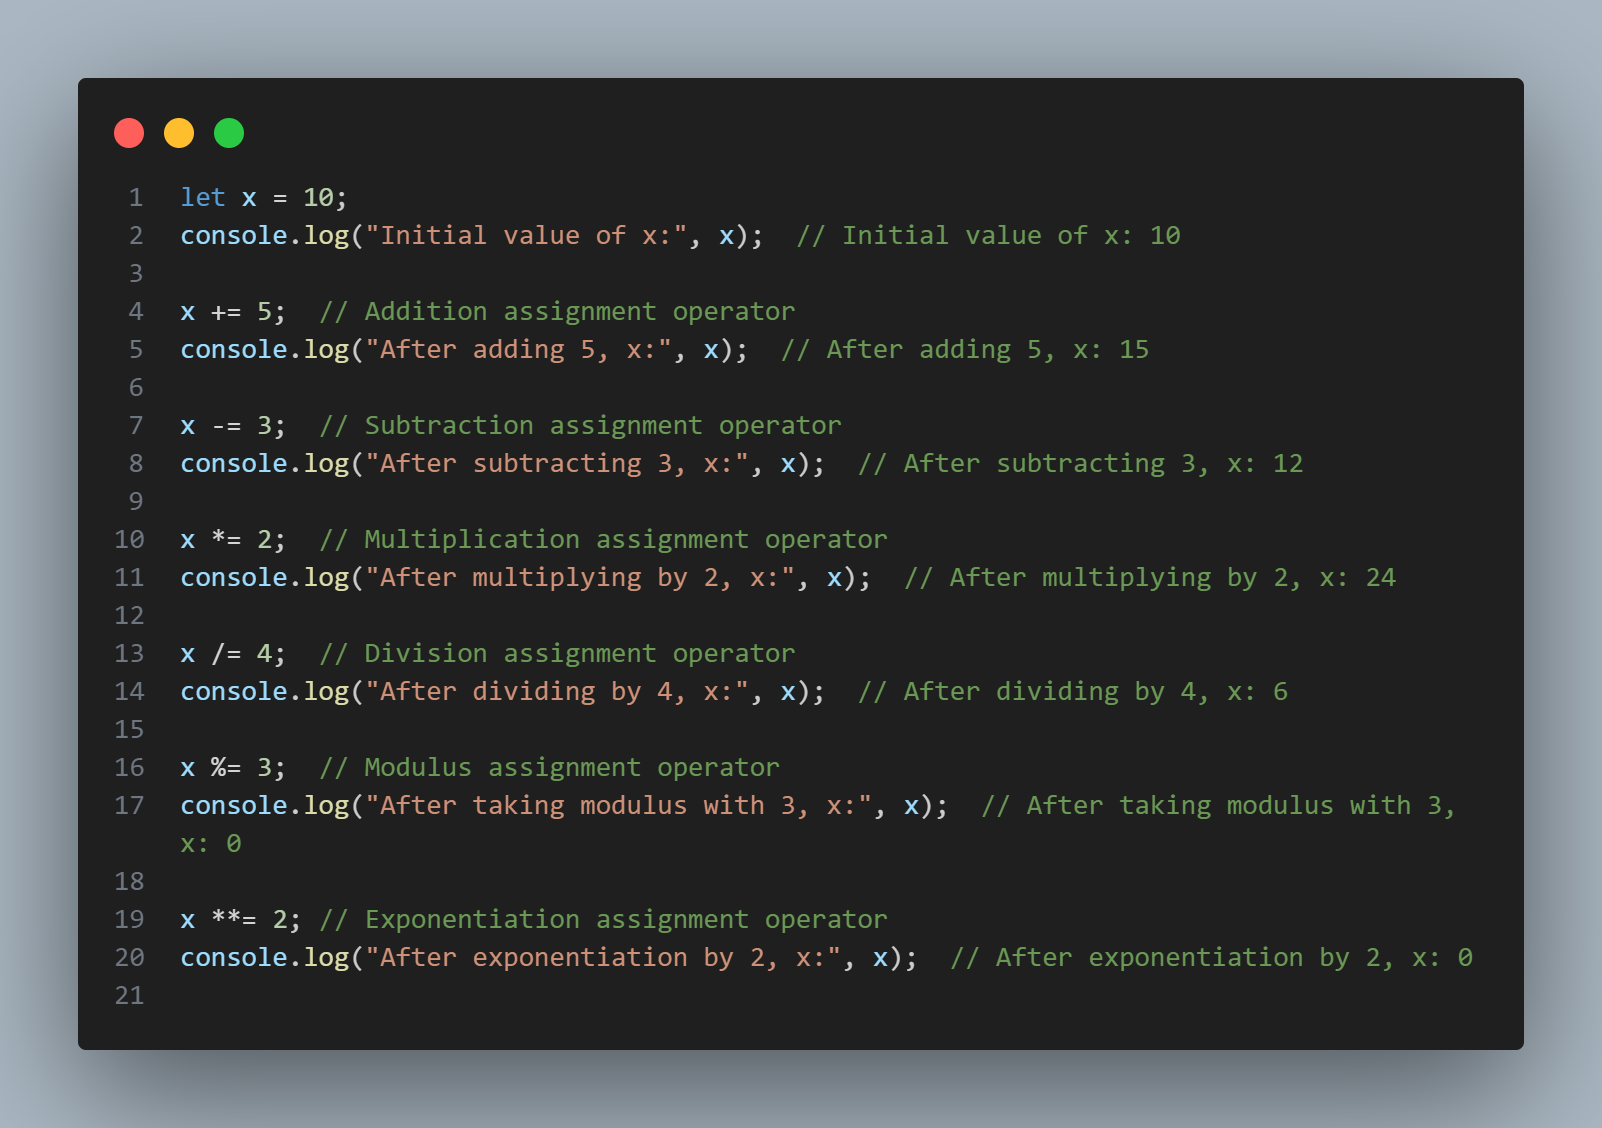 1 let x = 10;
2 console.log("Initial value of x:", x);  // Initial value of x: 10
3
4 x += 5;  // Addition assignment operator
5 console.log("After adding 5, x:", x);  // After adding 5, x: 15
6
7 x -= 3;  // Subtraction assignment operator
8 console.log("After subtracting 3, x:", x);  // After subtracting 3, x: 12
9
10 x *= 2;  // Multiplication assignment operator
11 console.log("After multiplying by 2, x:", x);  // After multiplying by 2, x: 24
12
13 x /= 4;  // Division assignment operator
14 console.log("After dividing by 4, x:", x);  // After dividing by 4, x: 6
15
16 x %= 3;  // Modulus assignment operator
17 console.log("After taking modulus with 3, x:", x);  // After taking modulus with 3,
x: 0
18
19 x **= 2; // Exponentiation assignment operator
20 console.log("After exponentiation by 2, x:", x);  // After exponentiation by 2, x: 0
21